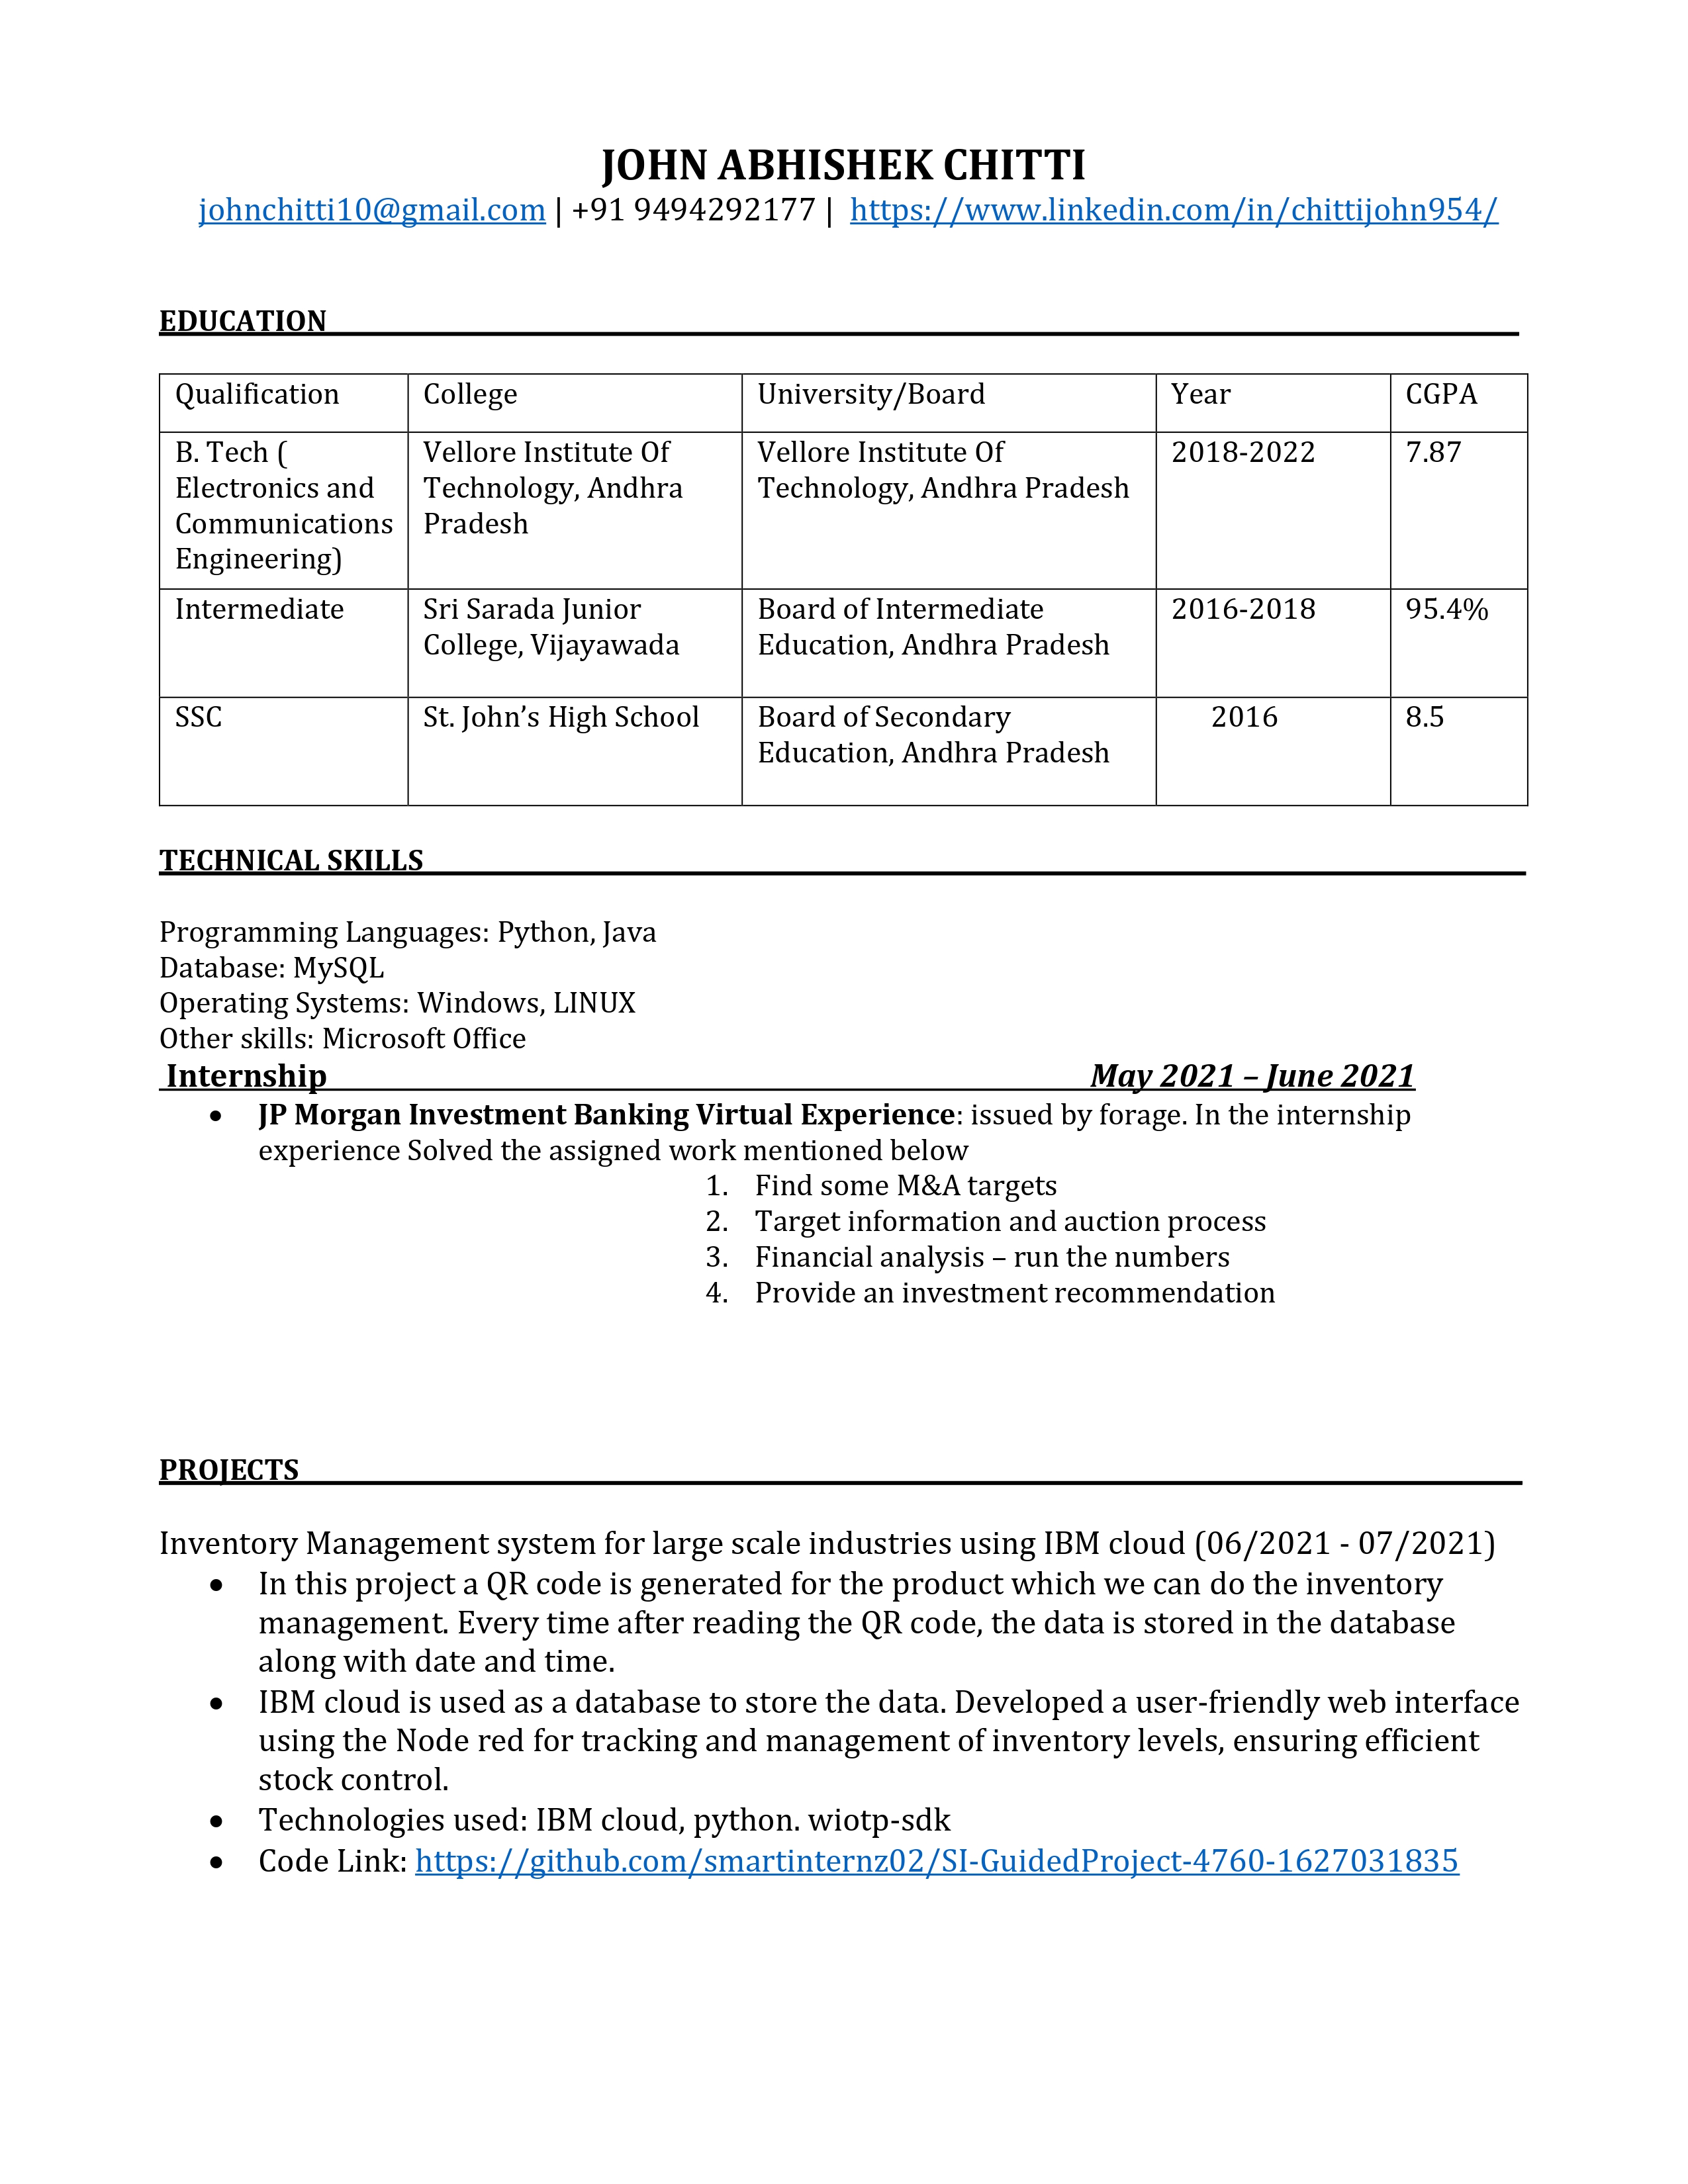 JOHN ABHISHEK CHITTI
johnchitti10@gmail.com | +91 9494292177 | https://www.linkedin.com/in/chittijohn954/
EDUCATION
Qualification College University/Board Year CGPA
B. Tech ( Vellore Institute Of Vellore Institute Of 2018-2022 7.87
Electronics and Technology, Andhra Technology, Andhra Pradesh
Communications Pradesh
Engineering)
Intermediate Sri Sarada Junior Board of Intermediate 2016-2018 95.4%
College, Vijayawada Education, Andhra Pradesh
SSC St. John’s High School Board of Secondary 2016 8.5
Education, Andhra Pradesh
TECHNICAL SKILLS
Programming Languages: Python, Java
Database: MySQL
Operating Systems: Windows, LINUX
Other skills: Microsoft Office
Internship May 2021 – June 2021
• JP Morgan Investment Banking Virtual Experience: issued by forage. In the internship
experience Solved the assigned work mentioned below
1. Find some M&A targets
2. Target information and auction process
3. Financial analysis – run the numbers
4. Provide an investment recommendation
PROJECTS
Inventory Management system for large scale industries using IBM cloud (06/2021 - 07/2021)
• In this project a QR code is generated for the product which we can do the inventory
management. Every time after reading the QR code, the data is stored in the database
along with date and time.
• IBM cloud is used as a database to store the data. Developed a user-friendly web interface
using the Node red for tracking and management of inventory levels, ensuring efficient
stock control.
• Technologies used: IBM cloud, python. wiotp-sdk
• Code Link: https://github.com/smartinternz02/SI-GuidedProject-4760-1627031835